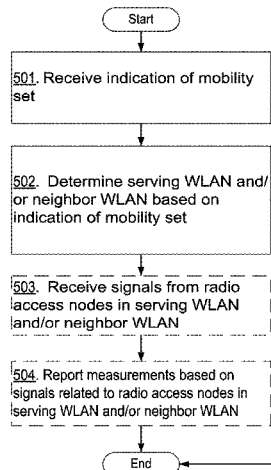 Start
501. Receive indication of mobility
set
502. Determine serving WLAN and/
or neighbor WLAN based on
indication of mobility set
503. Receive signals from radio
access nodes in serving WLAN
and/or neighbor WLAN
504. Report measurements based on
signals related to radio access nodes in
serving WLAN and/or neighbor WLAN
End